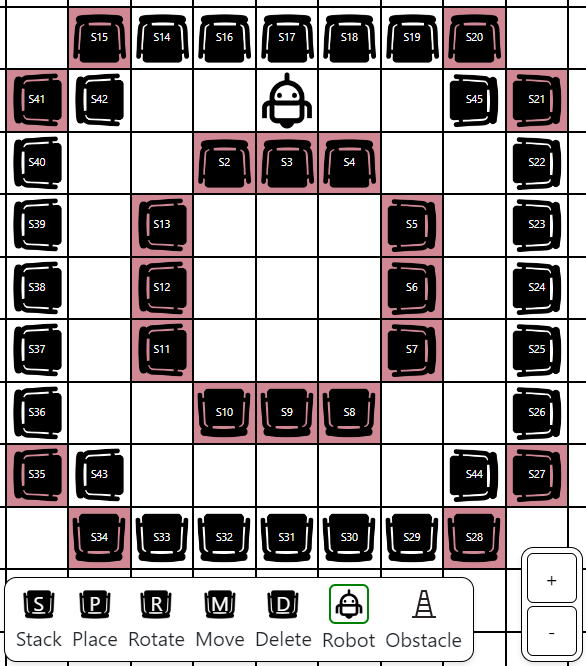 S15 S14 S16 S17 S18 S19 S20
S41 S42 S45 S21
S40 S2 S3 S4 S22
S39 S13 S5 S23
S38 S12 S6 S24
S37 S11 S7 S25
S36 S10 S9 S8 S26
S35 S43 S44 S27
S34 S33 S32 S31 S30 S29 S28
S P R M D
Stack Place Rotate Move Delete Robot Obstacle
+
-